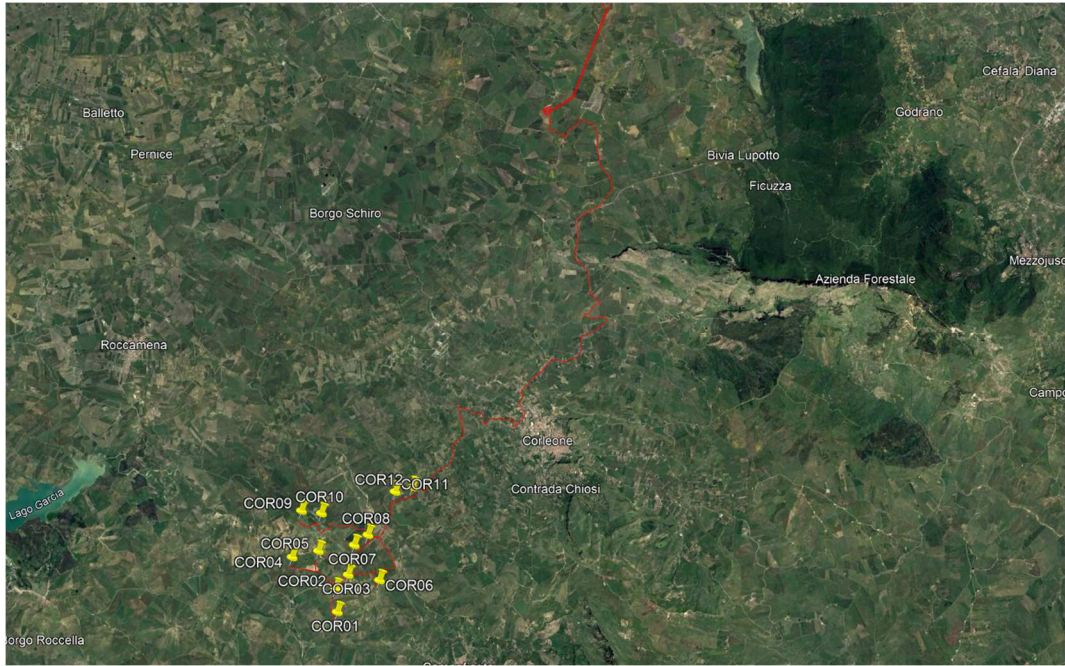 Cefala Diana
Balletto
Godrano
Pernice
Bivia Lupotto
Ficuzza
Borgo Schiro
Mezzojuso
Azienda Forestale
Roccamena
Campo
Corleone
COR12
COR11
Contrada Chiosi
Lago Garcia
COR09
COR10
COR08
COR05
COR04
COR07
COR02
COR03
COR06
COR01
Borgo Roccella